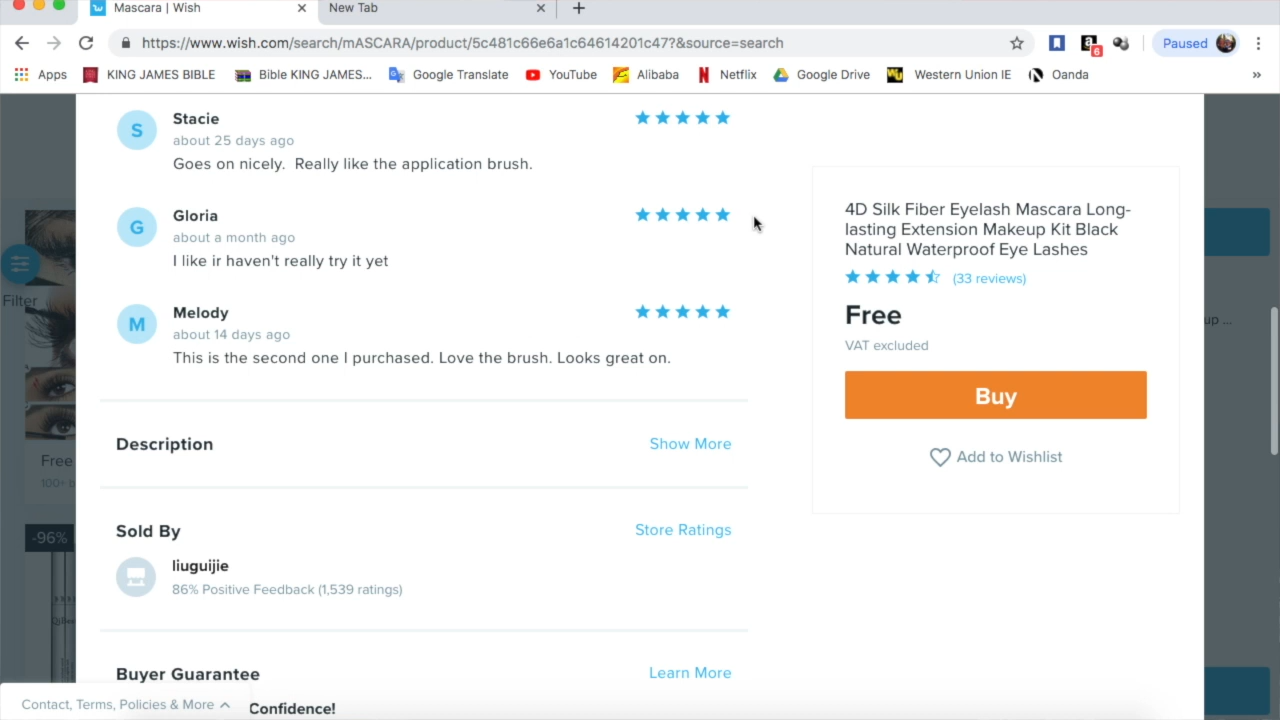 Mascara | Wish
New Tab
https://www.wish.com/search/mASCARA/product/5c481c66e6a1c64614201c47?&source=search
6
Paused
Apps
KING JAMES BIBLE
Bible KING JAMES...
Google Translate
YouTube
Alibaba
Netflix
Google Drive
Western Union IE
Oanda
»
S
Stacie
about 25 days ago
Goes on nicely.  Really like the application brush.
G
Gloria
about a month ago
I like ir haven't really try it yet
M
Melody
about 14 days ago
This is the second one I purchased. Love the brush. Looks great on.
Description
Show More
Sold By
Store Ratings
liuguijie
86% Positive Feedback (1,539 ratings)
Buyer Guarantee
Learn More
Confidence!
4D Silk Fiber Eyelash Mascara Long-
lasting Extension Makeup Kit Black
Natural Waterproof Eye Lashes
(33 reviews)
Free
VAT excluded
Buy
Add to Wishlist
Filter
Free
100+
-96%
up ...
Contact, Terms, Policies & More